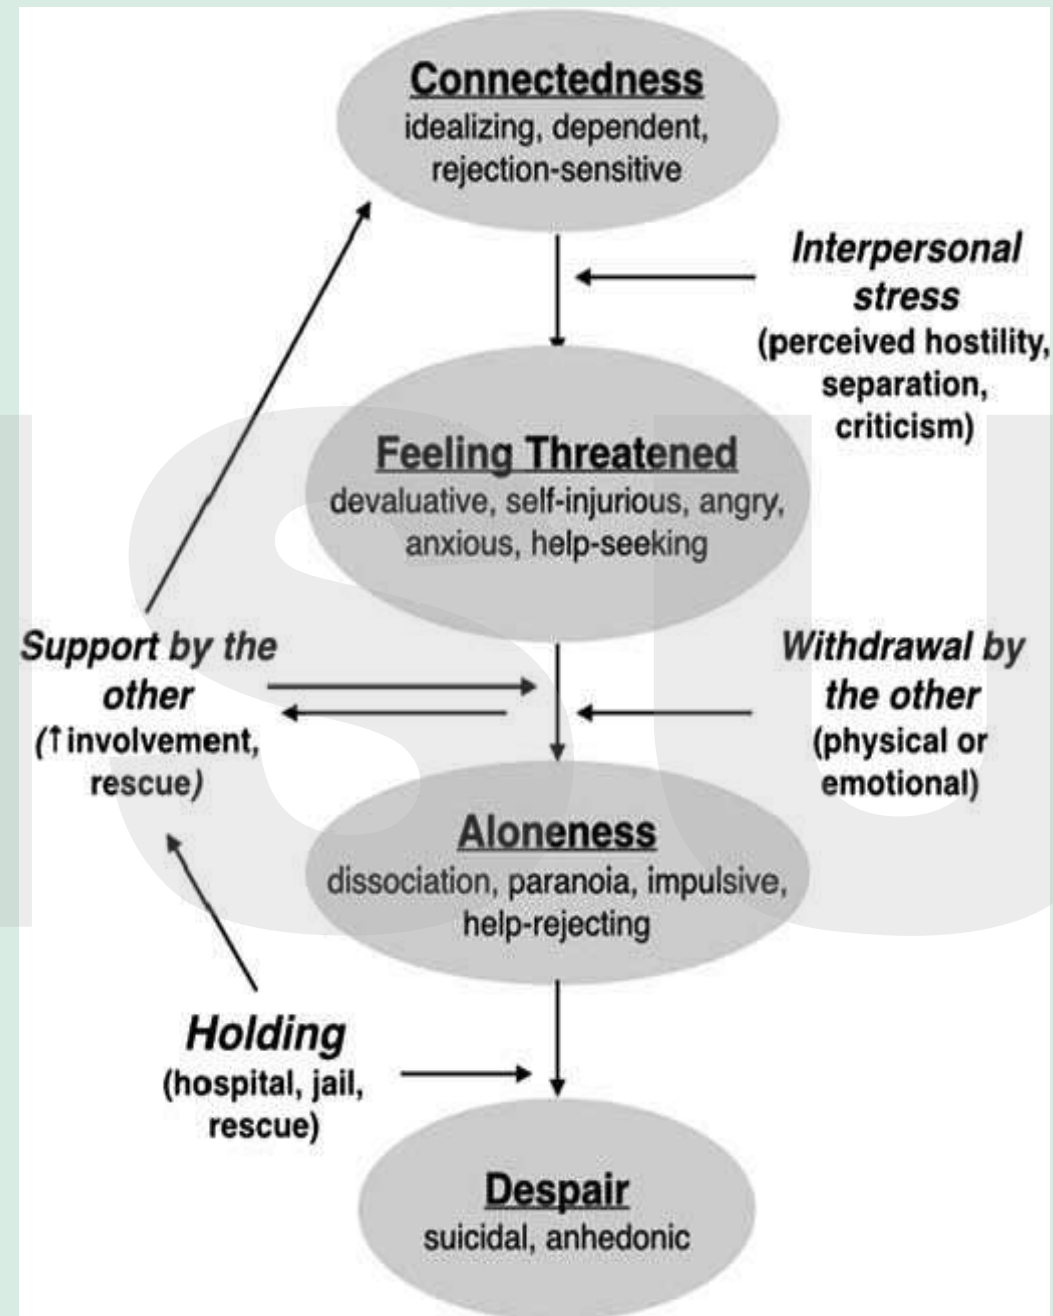 Connectedness
idealizing, dependent,
rejection-sensitive
Interpersonal
stress
(perceived hostility,
separation,
criticism)
Feeling Threatened
devaluative, self-injurious, angry,
anxious, help-seeking
Support by the
other
(↑involvement,
rescue)
Withdrawal by
the other
(physical or
emotional)
Aloneness
dissociation, paranoia, impulsive,
help-rejecting
Holding
(hospital, jail,
rescue)
Despair
suicidal, anhedonic